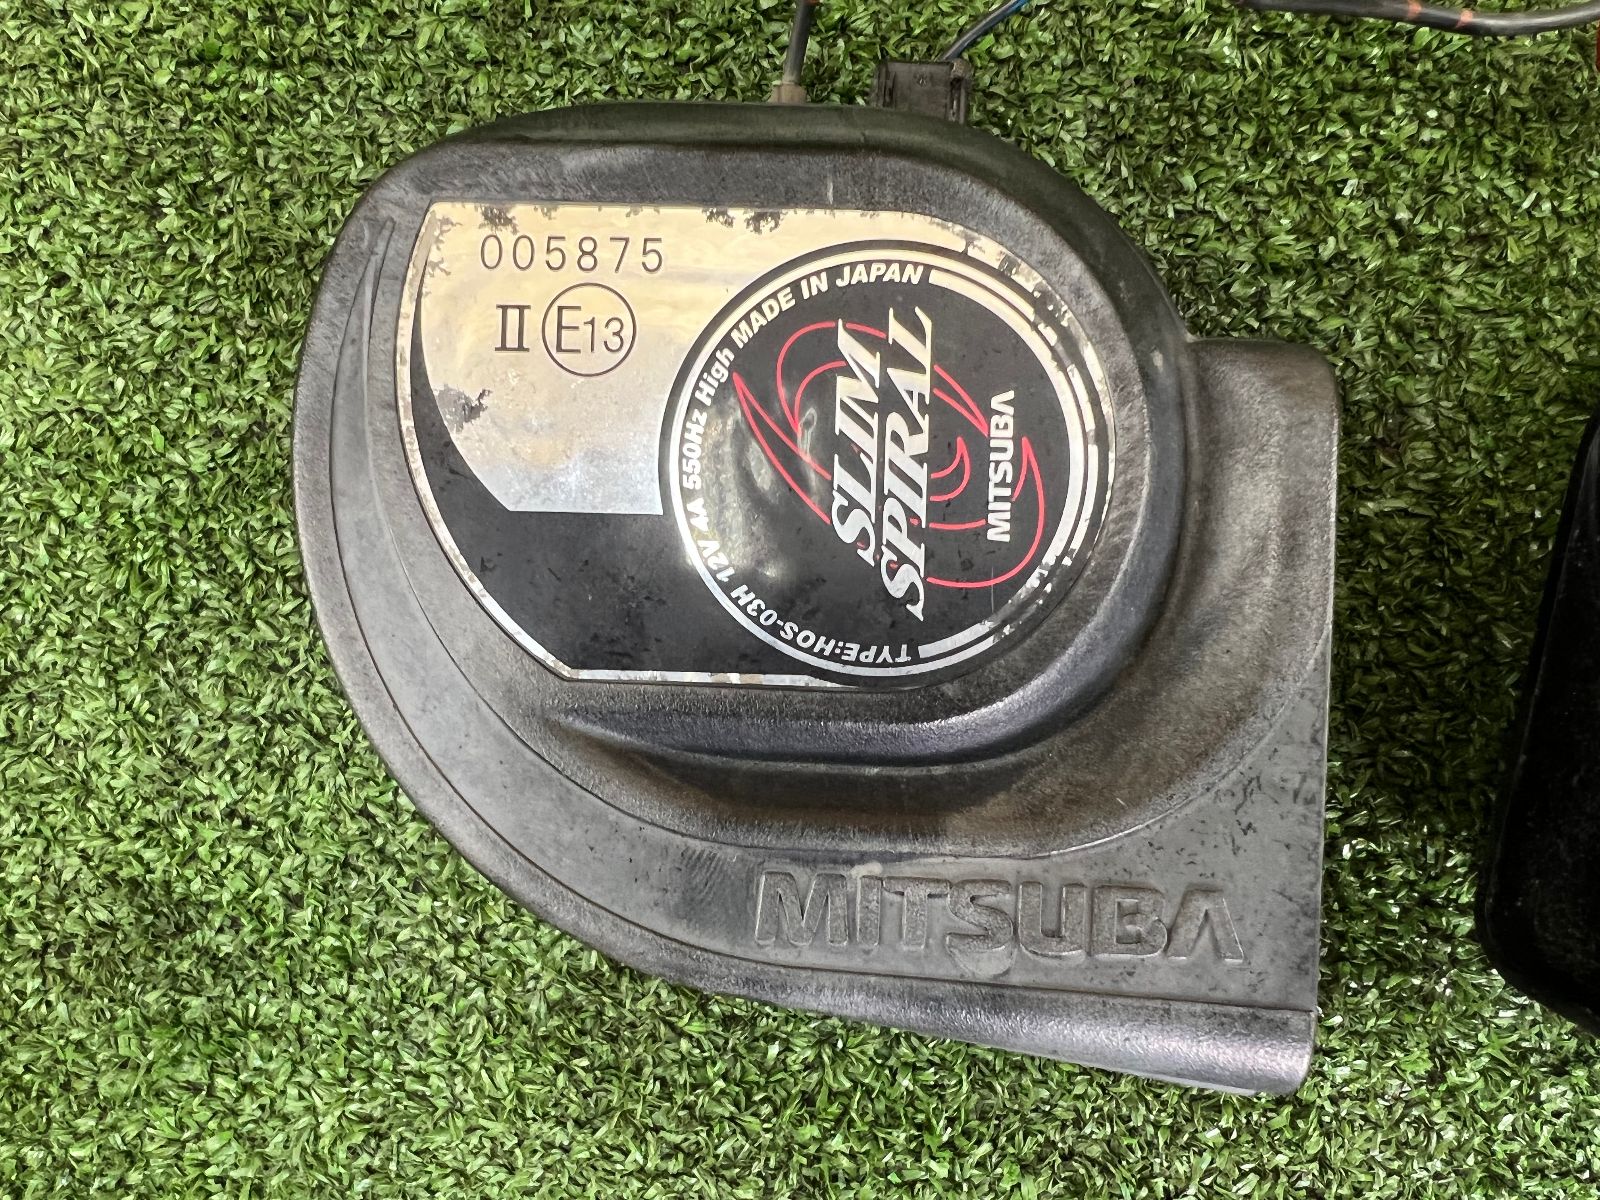 005875
II E13
TYPE:HOS-03H 12V 4A 550Hz High MADE IN JAPAN
SLIM
SPIRAL
MITSUBA
MITSUBA